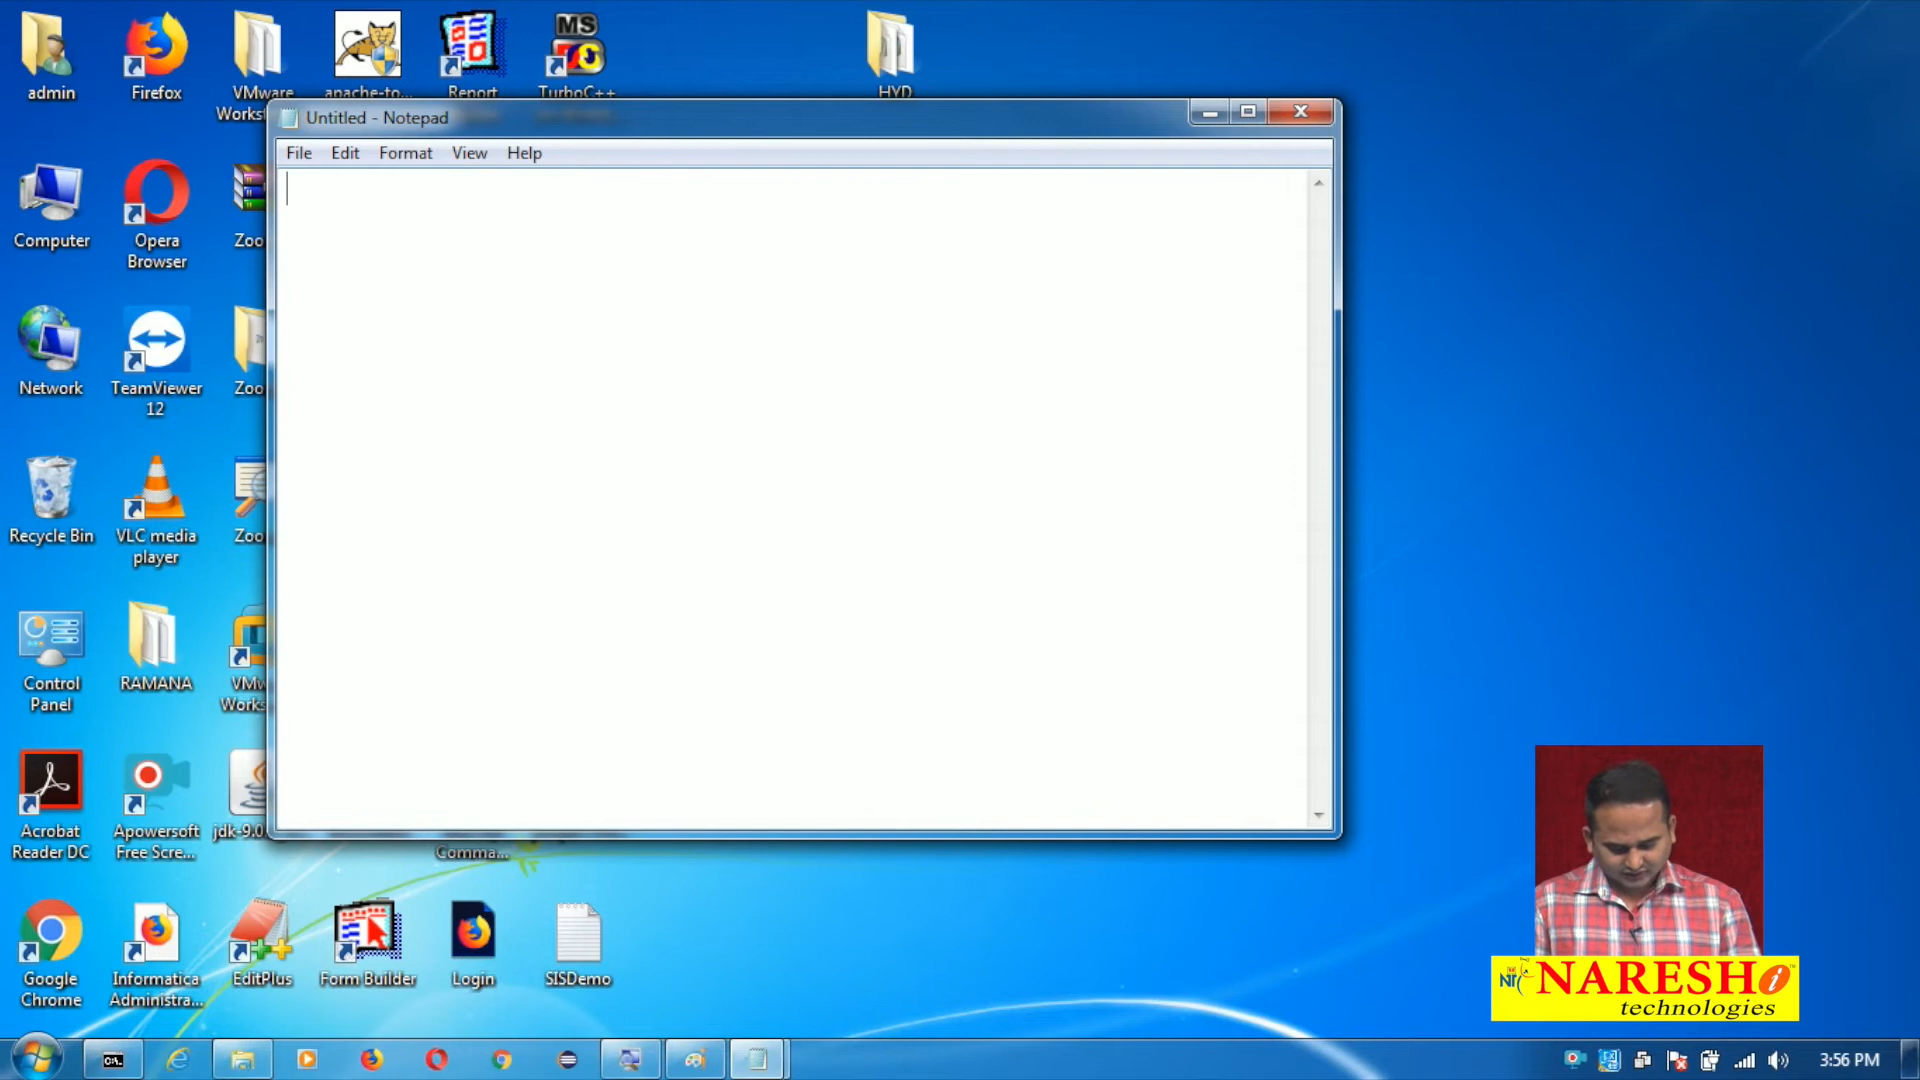 admin
Firefox
VMware
Works
apache-to...
Report
TurboC++
HYD
MS
Untitled - Notepad
File Edit Format View Help
Computer
Opera
Browser
Zoo
Network
TeamViewer
12
Zoo
Recycle Bin
VLC media
player
Zoo
Control
Panel
RAMANA
VMw
Works
Acrobat
Reader DC
Apowersoft
Free Scre...
jdk-9.0
Comma...
Google
Chrome
Informatica
Administra...
EditPlus
Form Builder
Login
SISDemo
NARESH i
technologies
3:56 PM